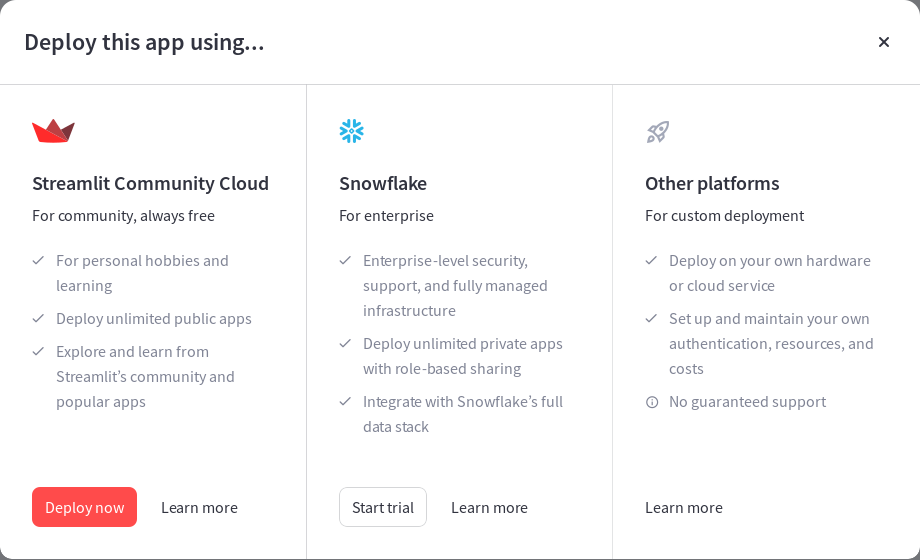 Deploy this app using...
Streamlit Community Cloud
For community, always free
For personal hobbies and
learning
Deploy unlimited public apps
Explore and learn from
Streamlit’s community and
popular apps
Deploy now
Learn more
Snowflake
For enterprise
Enterprise-level security,
support, and fully managed
infrastructure
Deploy unlimited private apps
with role-based sharing
Integrate with Snowflake’s full
data stack
Start trial
Learn more
Other platforms
For custom deployment
Deploy on your own hardware
or cloud service
Set up and maintain your own
authentication, resources, and
costs
No guaranteed support
Learn more